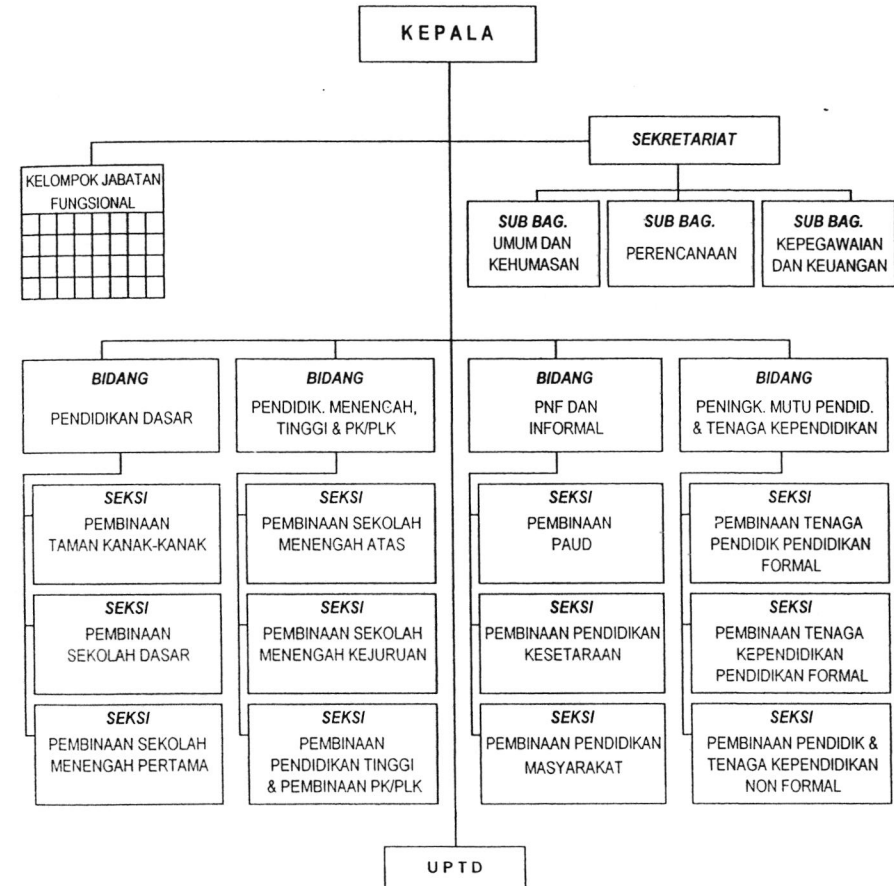 KEPALA
SEKRETARIAT
KELOMPOK JABATAN
FUNGSIONAL
SUB BAG.
UMUM DAN
KEHUMASAN
SUB BAG.
PERENCANAAN
SUB BAG.
KEPEGAWAIAN
DAN KEUANGAN
BIDANG
PENDIDIKAN DASAR
BIDANG
PENDIDIK. MENENGAH,
TINGGI & PK/PLK
BIDANG
PNF DAN
INFORMAL
BIDANG
PENINGK. MUTU PENDID.
& TENAGA KEPENDIDIKAN
SEKSI
PEMBINAAN
TAMAN KANAK-KANAK
SEKSI
PEMBINAAN SEKOLAH
MENENGAH ATAS
SEKSI
PEMBINAAN
PAUD
SEKSI
PEMBINAAN TENAGA
PENDIDIK PENDIDIKAN
FORMAL
SEKSI
PEMBINAAN
SEKOLAH DASAR
SEKSI
PEMBINAAN SEKOLAH
MENENGAH KEJURUAN
SEKSI
PEMBINAAN PENDIDIKAN
KESETARAAN
SEKSI
PEMBINAAN TENAGA
KEPENDIDIKAN
PENDIDIKAN FORMAL
SEKSI
PEMBINAAN SEKOLAH
MENENGAH PERTAMA
SEKSI
PEMBINAAN
PENDIDIKAN TINGGI
& PEMBINAAN PK/PLK
SEKSI
PEMBINAAN PENDIDIKAN
MASYARAKAT
SEKSI
PEMBINAAN PENDIDIK &
TENAGA KEPENDIDIKAN
NON FORMAL
UPTD